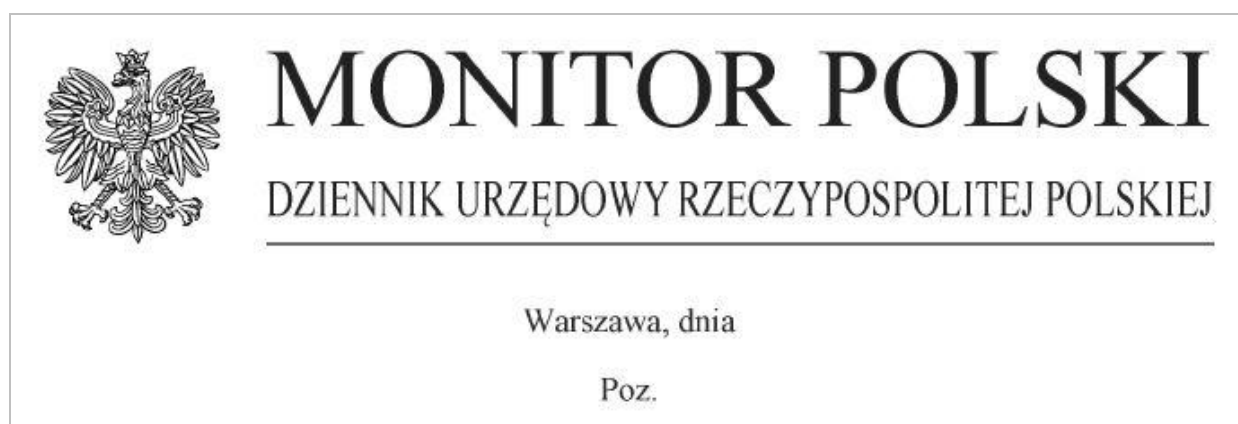 MONITOR POLSKI
DZIENNIK URZĘDOWY RZECZYPOSPOLITEJ POLSKIEJ
Warszawa, dnia
Poz.